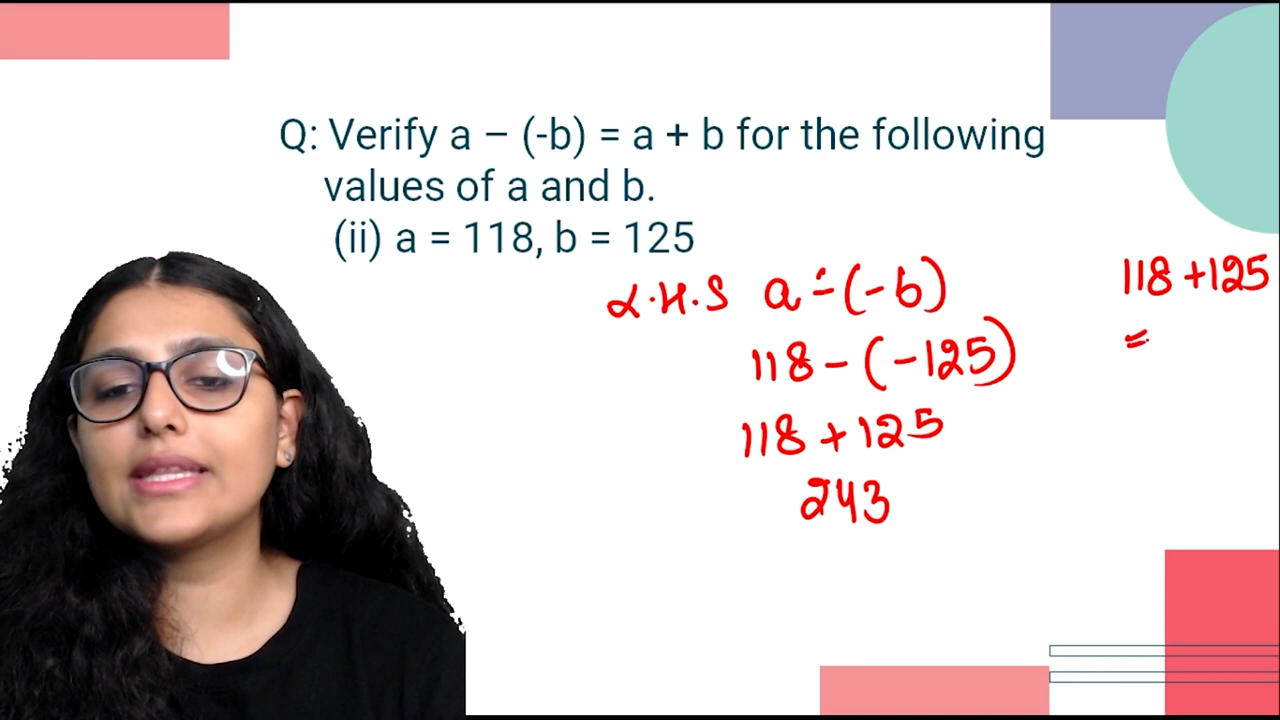 Q: Verify a – (-b) = a + b for the following
values of a and b.
(ii) a = 118, b = 125
L.H.S a - (-b)
118 - (-125)
118 + 125
243
118 + 125
=